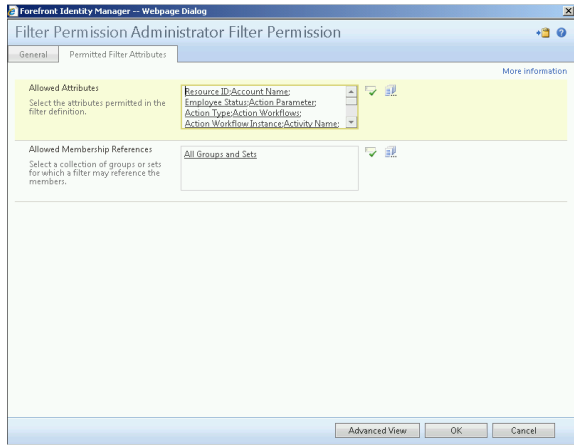 Forefront Identity Manager -- Webpage Dialog
Filter Permission Administrator Filter Permission
General
Permitted Filter Attributes
More information
Allowed Attributes
Select the attributes permitted in the
filter definition.
Resource ID;Account Name;
Employee Status;Action Parameter;
Action Type;Action Workflows;
Action Workflow Instance;Activity Name;
Allowed Membership References
Select a collection of groups or sets
for which a filter may reference the
members.
All Groups and Sets
Advanced View
OK
Cancel